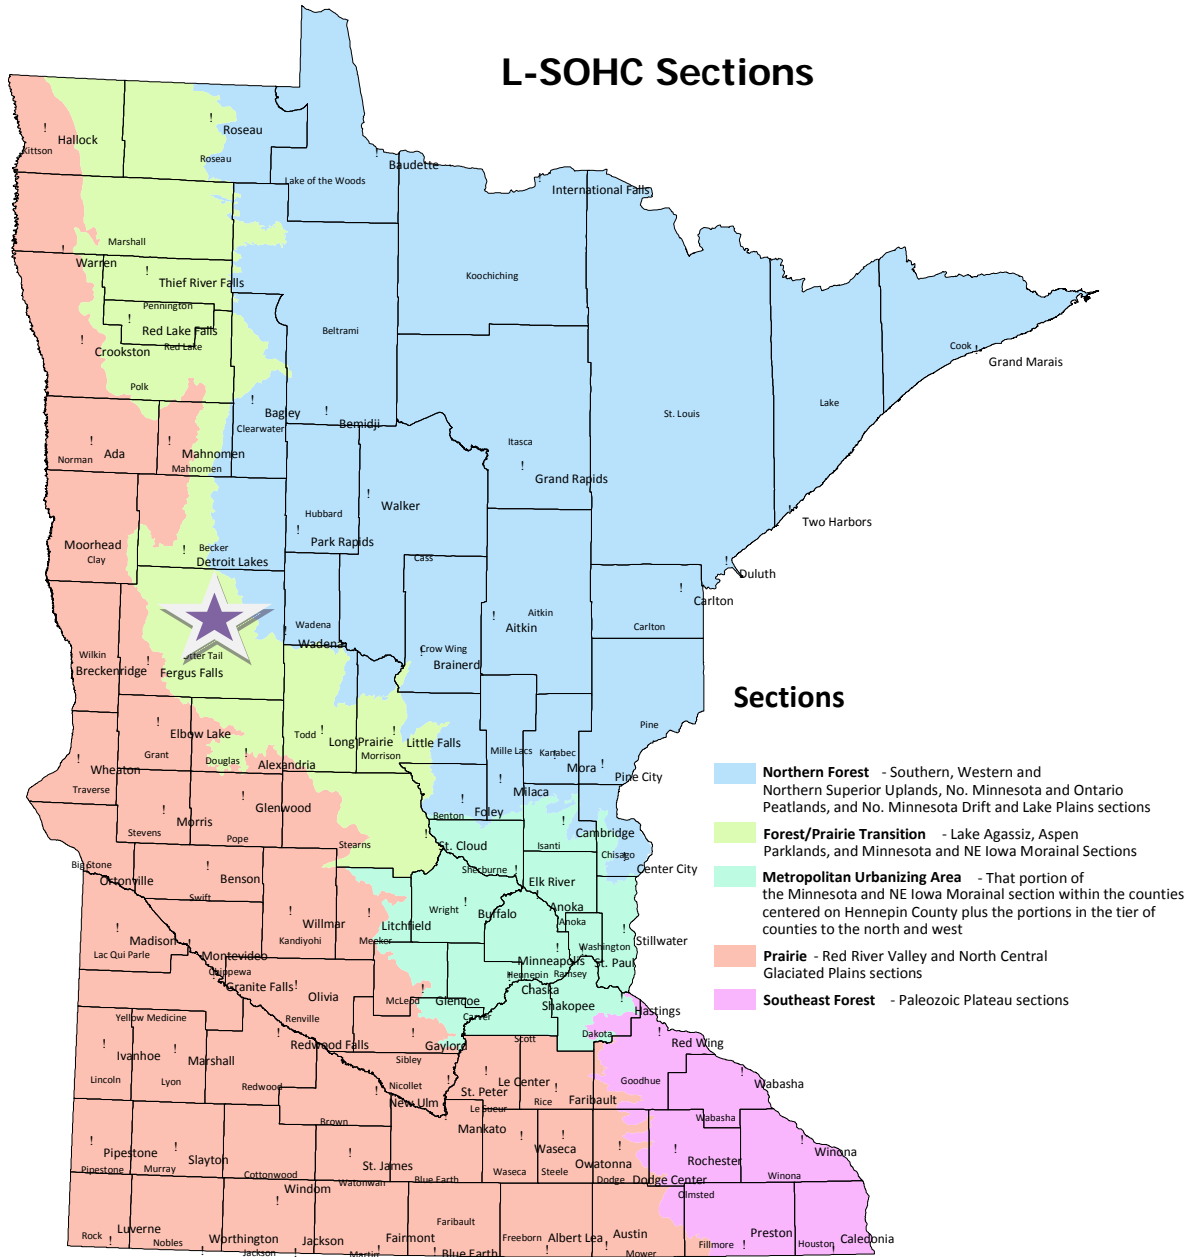 L-SOHC Sections
Hallock
Kittson
Roseau
Roseau
Baudette
Lake of the Woods
International Falls
Marshall
Warren
Thief River Falls
Koochiching
Pennington
Red Lake Falls
Red Lake
Beltrami
Crookston
Polk
Cook
Grand Marais
Lake
St. Louis
Bagley
Clearwater
Bemidji
Itasca
Grand Rapids
Ada
Norman
Mahnomen
Mahnomen
Walker
Hubbard
Park Rapids
Two Harbors
Moorhead
Clay
Becker
Detroit Lakes
Cass
Duluth
Carlton
Carlton
Aitkin
Aitkin
Wadena
Wadena
Crow Wing
Brainerd
Wilkin
Breckenridge
Otter Tail
Fergus Falls
Sections
Pine
Elbow Lake
Grant
Douglas
Alexandria
Todd
Long Prairie
Morrison
Little Falls
Mille Lacs
Kanabec
Mora
Pine City
Wheaton
Traverse
Milaca
Glenwood
Morris
Stevens
Pope
Stearns
Benton
Foley
Cambridge
Isanti
Chisago
Center City
St. Cloud
Sherburne
Elk River
Big Stone
Ortonville
Benson
Swift
Wright
Buffalo
Anoka
Anoka
Willmar
Kandiyohi
Litchfield
Meeker
Madison
Lac Qui Parle
Montevideo
Chippewa
Washington
Stillwater
St. Paul
Minneapolis
Hennepin
Ramsey
Granite Falls
Olivia
Renville
McLeod
Glencoe
Carver
Chaska
Shakopee
Scott
Dakota
Hastings
Yellow Medicine
Redwood Falls
Gaylord
Sibley
Red Wing
Goodhue
Ivanhoe
Lincoln
Marshall
Lyon
Redwood
Nicollet
New Ulm
St. Peter
Le Center
Le Sueur
Rice
Faribault
Wabasha
Wabasha
Brown
Mankato
Waseca
Waseca
Steele
Owatonna
Dodge
Dodge Center
Rochester
Olmsted
Winona
Winona
Pipestone
Pipestone
Slayton
Murray
Cottonwood
Windom
St. James
Watonwan
Blue Earth
Luverne
Rock
Nobles
Worthington
Jackson
Jackson
Martin
Fairmont
Faribault
Blue Earth
Freeborn
Albert Lea
Austin
Mower
Preston
Fillmore
Houston
Caledonia
Northern Forest - Southern, Western and
Northern Superior Uplands, No. Minnesota and Ontario
Peatlands, and No. Minnesota Drift and Lake Plains sections
Forest/Prairie Transition - Lake Agassiz, Aspen
Parklands, and Minnesota and NE Iowa Morainal Sections
Metropolitan Urbanizing Area - That portion of
the Minnesota and NE Iowa Morainal section within the counties
centered on Hennepin County plus the portions in the tier of
counties to the north and west
Prairie - Red River Valley and North Central
Glaciated Plains sections
Southeast Forest - Paleozoic Plateau sections